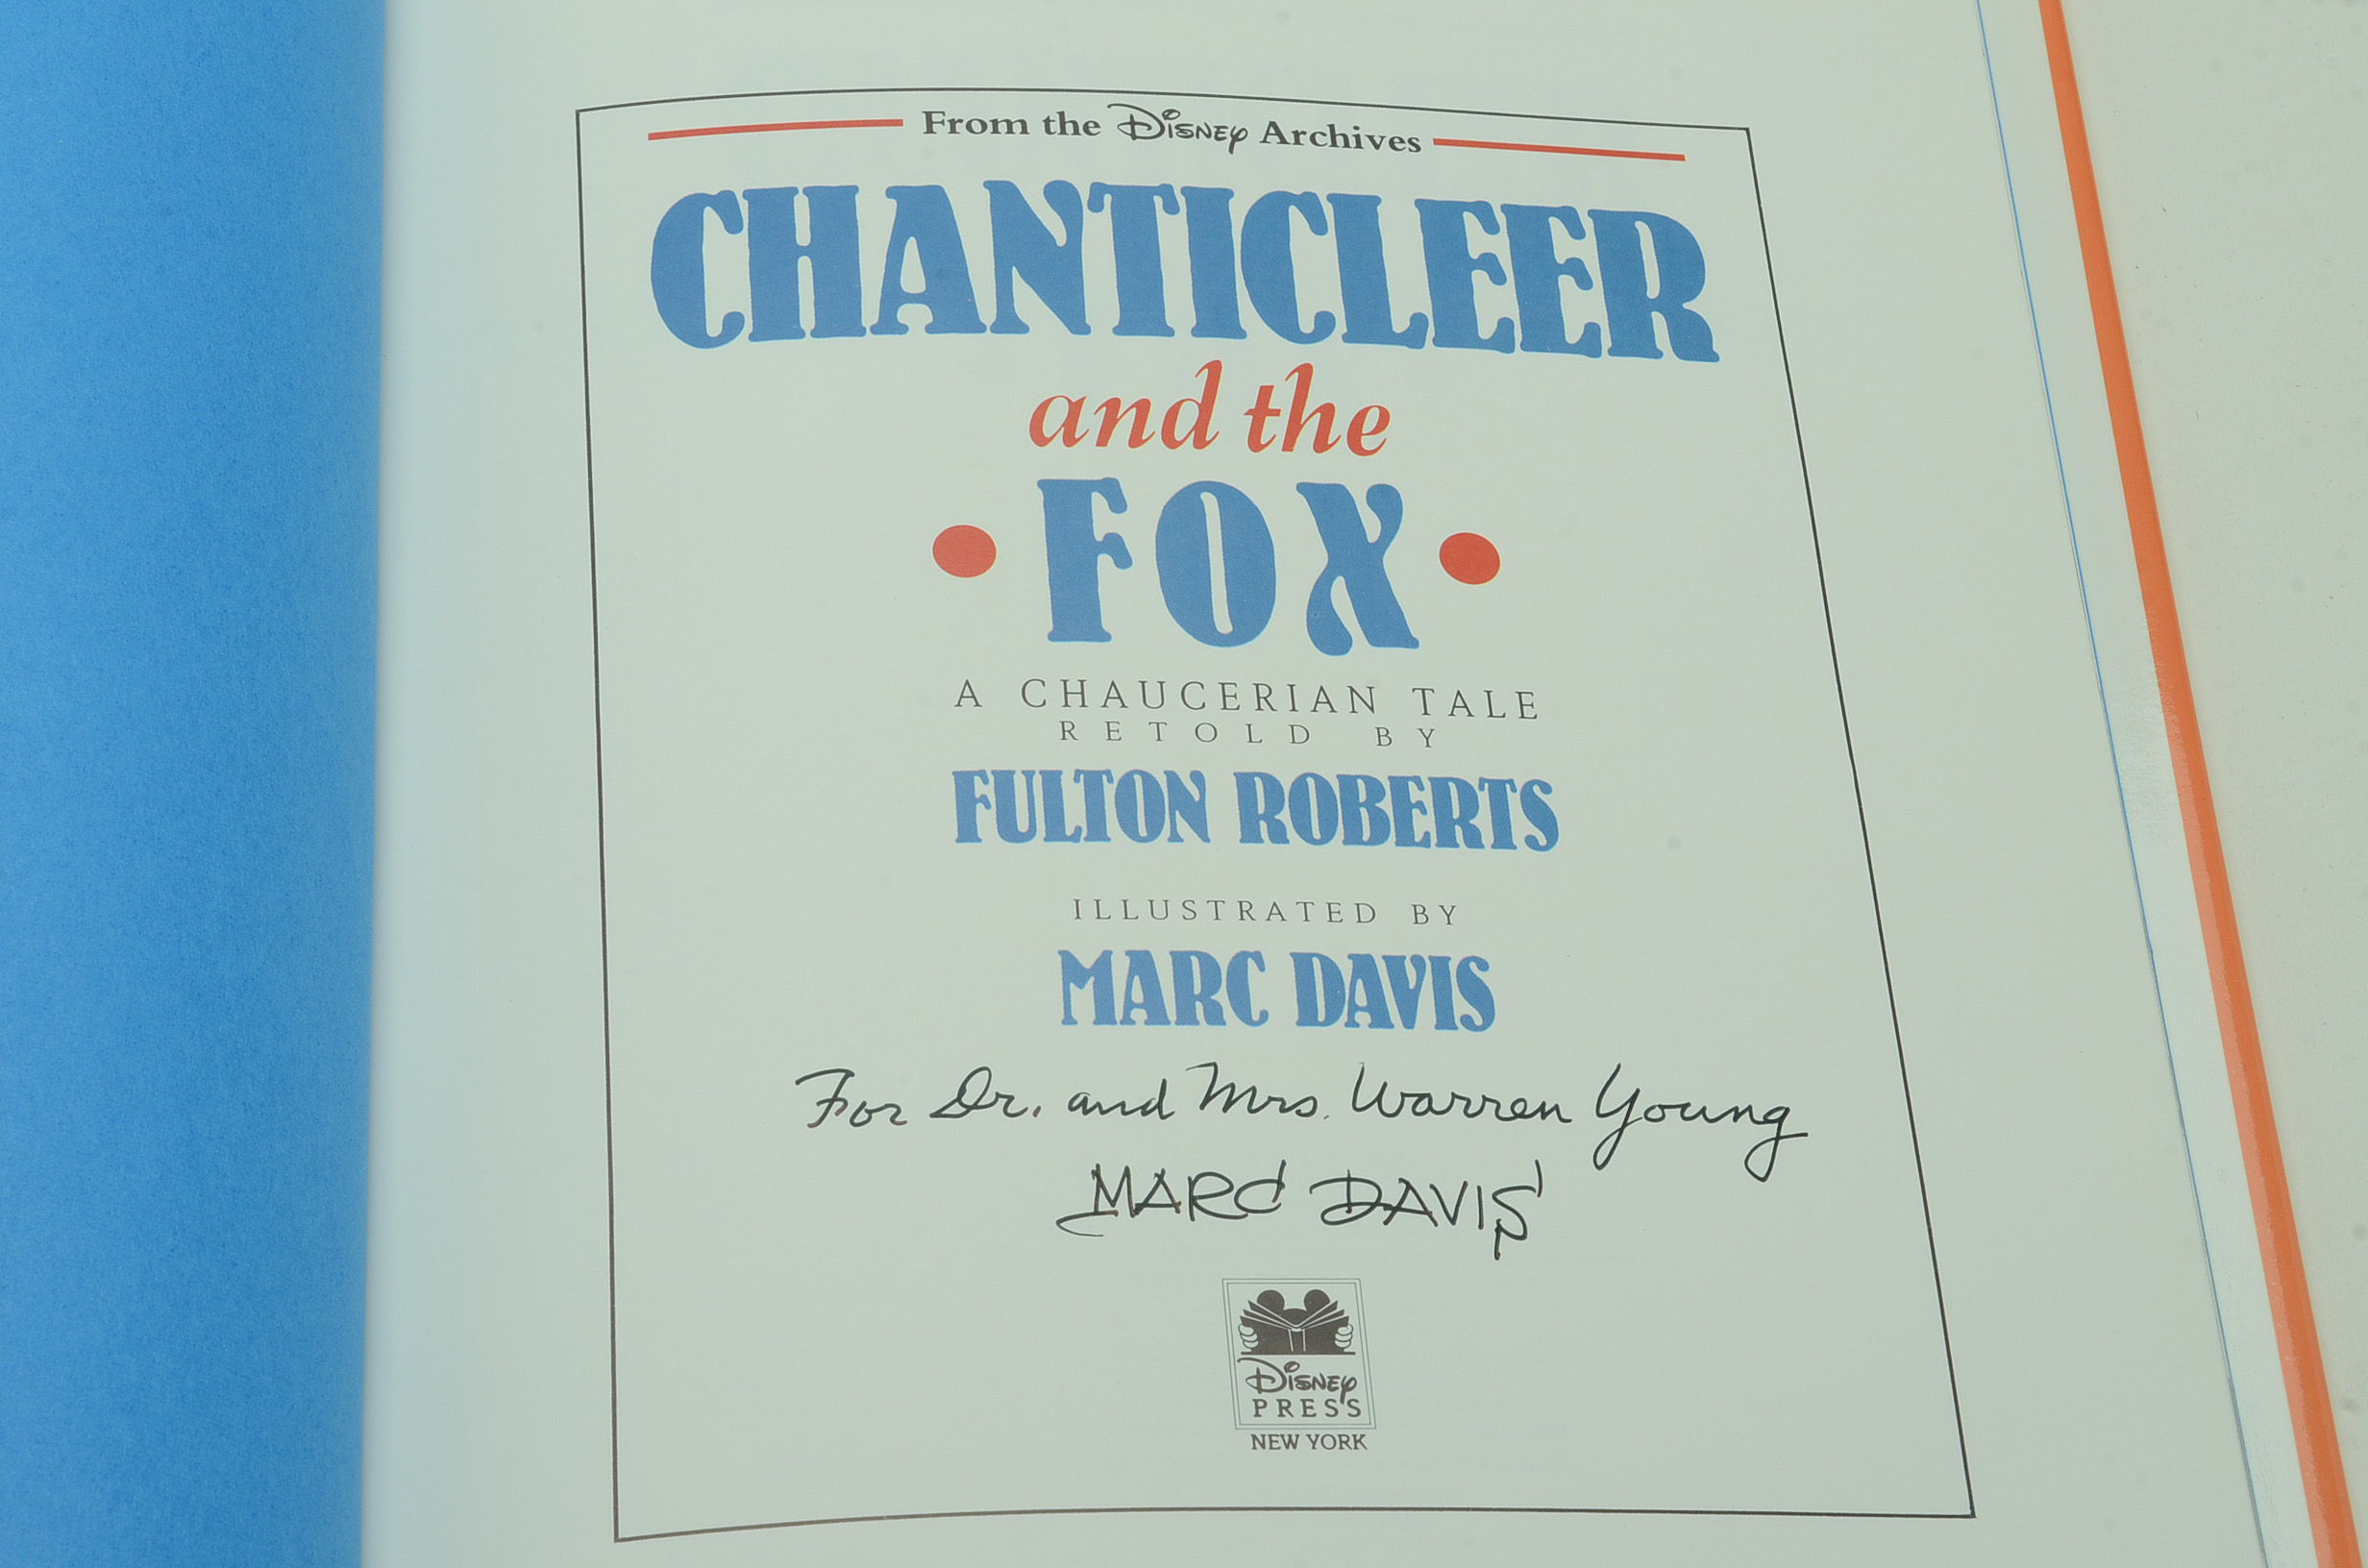 From the Disney Archives
CHANTICLEER
and the
• FOX •
A CHAUCERIAN TALE
RETOLD BY
FULTON ROBERTS
ILLUSTRATED BY
MARC DAVIS
For Dr. and Mrs. Warren Young
MARC DAVIS
Disney
PRESS
NEW YORK